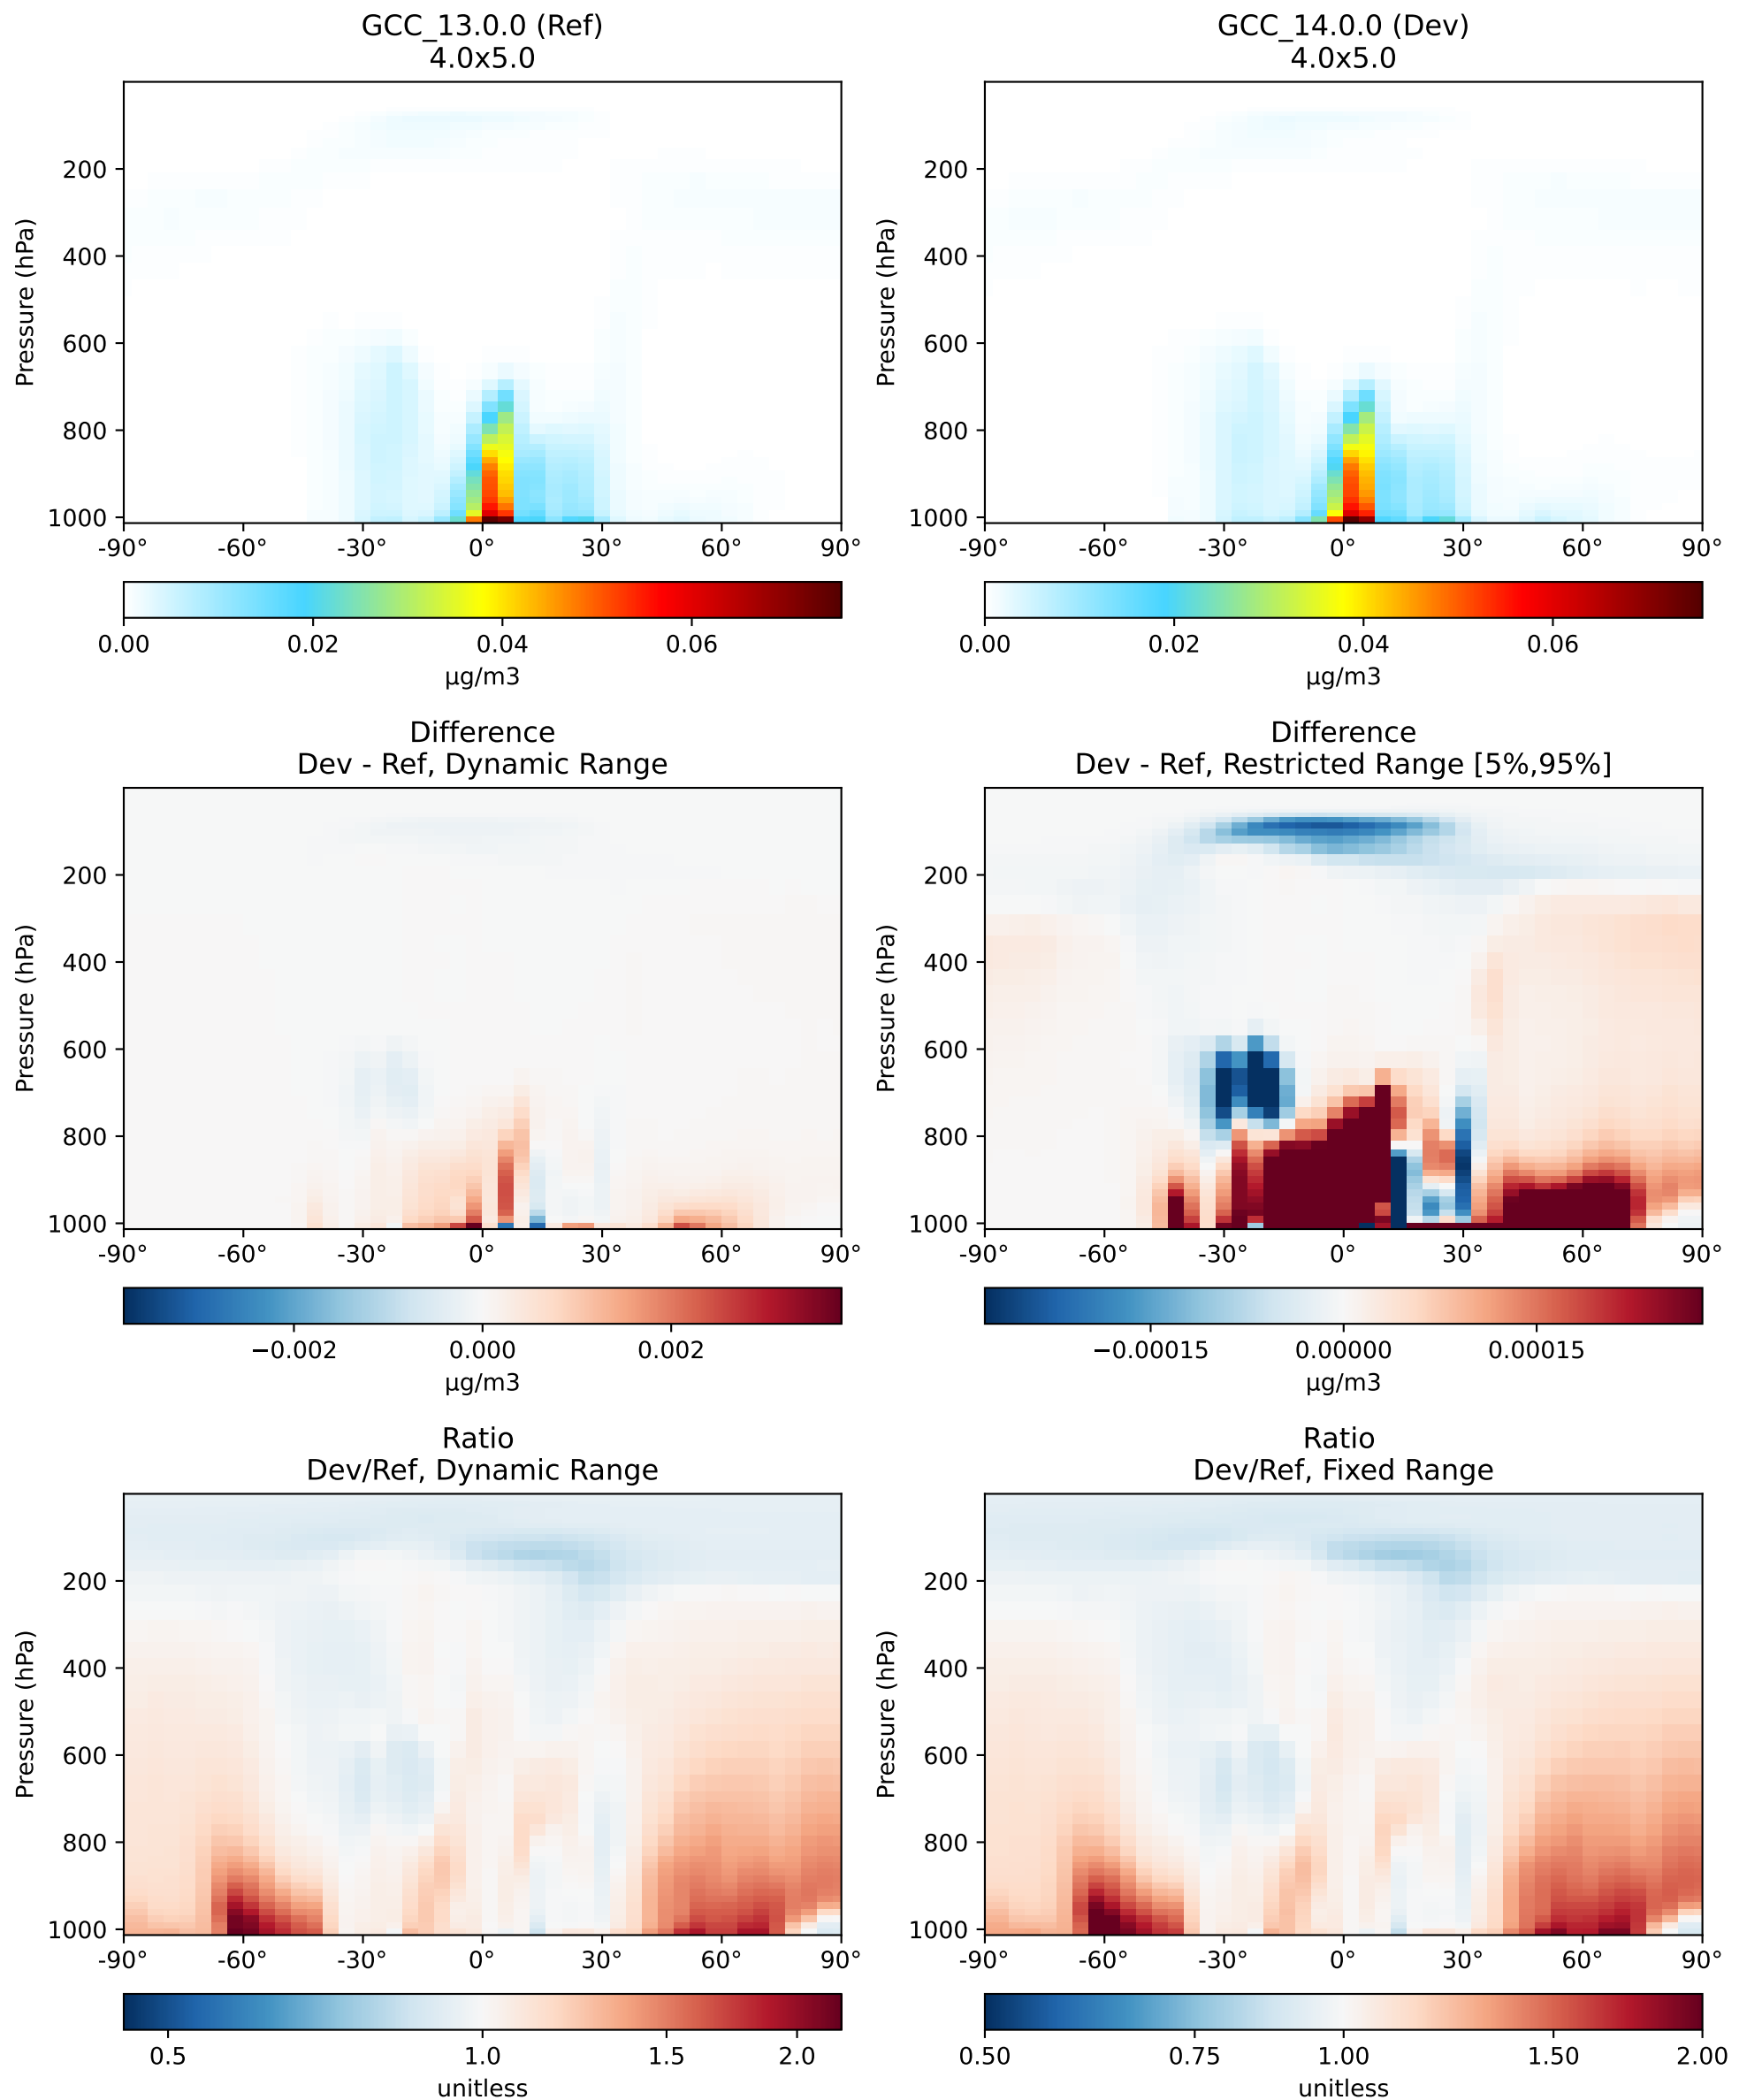 GCC_13.0.0 (Ref)
4.0x5.0
GCC_14.0.0 (Dev)
4.0x5.0
Pressure (hPa)
200
400
600
800
1000
-90° -60° -30° 0° 30° 60° 90°
0.00 0.02 0.04 0.06
µg/m3
Pressure (hPa)
200
400
600
800
1000
-90° -60° -30° 0° 30° 60° 90°
0.00 0.02 0.04 0.06
µg/m3
Difference
Dev - Ref, Dynamic Range
Difference
Dev - Ref, Restricted Range [5%,95%]
Pressure (hPa)
200
400
600
800
1000
-90° -60° -30° 0° 30° 60° 90°
−0.002 0.000 0.002
µg/m3
Pressure (hPa)
200
400
600
800
1000
-90° -60° -30° 0° 30° 60° 90°
−0.00015 0.00000 0.00015
µg/m3
Ratio
Dev/Ref, Dynamic Range
Ratio
Dev/Ref, Fixed Range
Pressure (hPa)
200
400
600
800
1000
-90° -60° -30° 0° 30° 60° 90°
0.5 1.0 1.5 2.0
unitless
Pressure (hPa)
200
400
600
800
1000
-90° -60° -30° 0° 30° 60° 90°
0.50 0.75 1.00 1.50 2.00
unitless